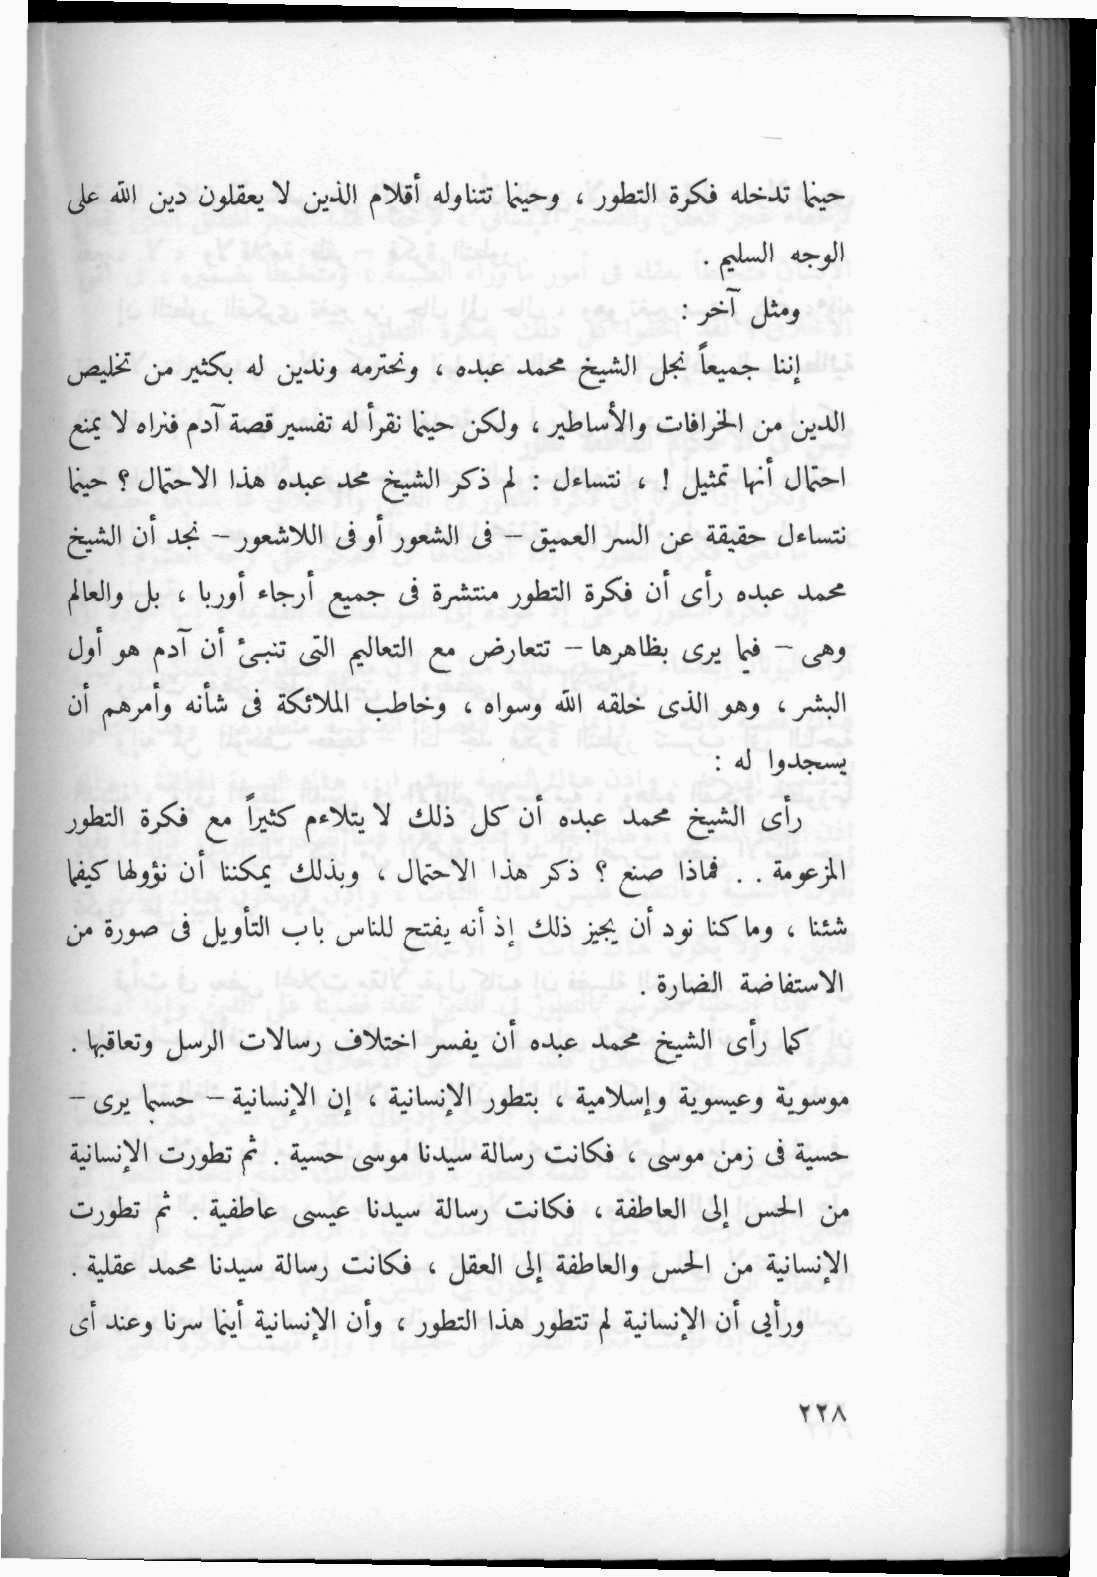 حينما تدخله فكرة التطور ، وحينما تتناوله أقلام الذين لا يعقلون دين الله على
الوجه السليم .
ومثل آخر :
إننا جميعاً نجل الشيخ محمد عبده ، ونحترمه وندين له بكثير من تخليص
الدين من الخرافات والأساطير ، ولكن حينما نقرأ له تفسير قصة آدم فنراه لا يمنع
احتمال أنها تمثيل ! ، نتساءل : لم ذكر الشيخ محمد عبده هذا الاحتمال ؟ حينما
نتساءل حقيقة عن السر العميق – فى الشعور أو فى اللاشعور – نجد أن الشيخ
محمد عبده رأى أن فكرة التطور منتشرة فى جميع أرجاء أوربا ، بل والعالم
وهى – فيما يرى بظاهرها – تتعارض مع التعاليم التى تنبئ أن آدم هو أول
البشر ، وهو الذى خلقه الله وسواه ، وخاطب الملائكة فى شأنه وأمرهم أن
يسجدوا له :
رأى الشيخ محمد عبده أن كل ذلك لا يتلاءم كثيراً مع فكرة التطور
المزعومة . . فماذا صنع ؟ ذكر هذا الاحتمال ، وبذلك يمكننا أن نؤولها كيفما
شئنا ، وما كنا نود أن يجيز ذلك إذ أنه يفتح للناس باب التأويل فى صورة من
الاستفاضة الضارة .
كما رأى الشيخ محمد عبده أن يفسر اختلاف رسالات الرسل وتعاقبها .
موسوية وعيسوية وإسلامية ، بتطور الإنسانية ، إن الإنسانية – حسبما يرى –
حسية فى زمن موسى ، فكانت رسالة سيدنا موسى حسية . ثم تطورت الإنسانية
من الحس إلى العاطفة ، فكانت رسالة سيدنا عيسى عاطفية . ثم تطورت
الإنسانية من الحس والعاطفة إلى العقل ، فكانت رسالة سيدنا محمد عقلية .
ورأيى أن الإنسانية لم تتطور هذا التطور ، وأن الإنسانية أينما سرنا وعند أى
٢٢٨